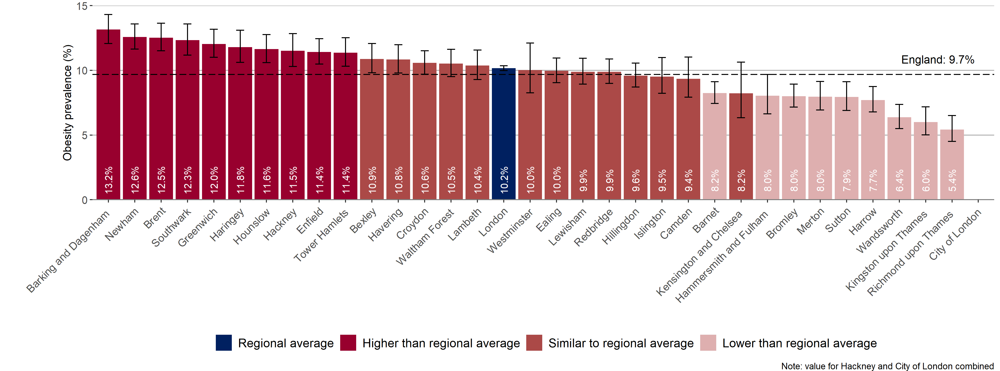 15
10
5
0
Obesity prevalence (%)
England: 9.7%
13.2%
12.6%
12.5%
12.3%
12.0%
11.8%
11.6%
11.5%
11.4%
11.4%
10.9%
10.8%
10.6%
10.5%
10.4%
10.2%
10.0%
10.0%
9.9%
9.9%
9.6%
9.5%
9.4%
8.2%
8.2%
8.0%
8.0%
8.0%
7.9%
7.7%
6.4%
6.0%
5.4%
Barking and Dagenham
Newham
Brent
Southwark
Greenwich
Haringey
Hounslow
Hackney
Enfield
Tower Hamlets
Bexley
Havering
Croydon
Waltham Forest
Lambeth
London
Westminster
Ealing
Lewisham
Redbridge
Hillingdon
Islington
Camden
Barnet
Kensington and Chelsea
Hammersmith and Fulham
Bromley
Merton
Sutton
Harrow
Wandsworth
Kingston upon Thames
Richmond upon Thames
City of London
Regional average
Higher than regional average
Similar to regional average
Lower than regional average
Note: value for Hackney and City of London combined